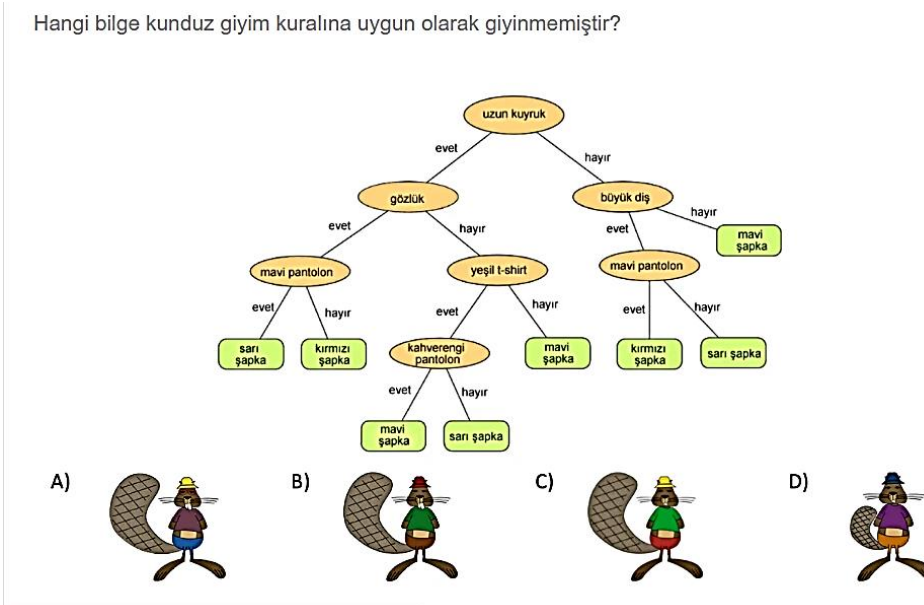 Hangi bilge kunduz giyim kuralına uygun olarak giyinmemiştir?
uzun kuyruk
evet
hayır
gözlük
büyük diş
evet
hayır
evet
hayır
mavi
şapka
mavi pantolon
yeşil t-shirt
mavi pantolon
evet
hayır
evet
hayır
evet
hayır
sarı
şapka
kırmızı
şapka
kahverengi
pantolon
mavi
şapka
kırmızı
şapka
sarı şapka
evet
hayır
mavi
şapka
sarı şapka
A)
B)
C)
D)